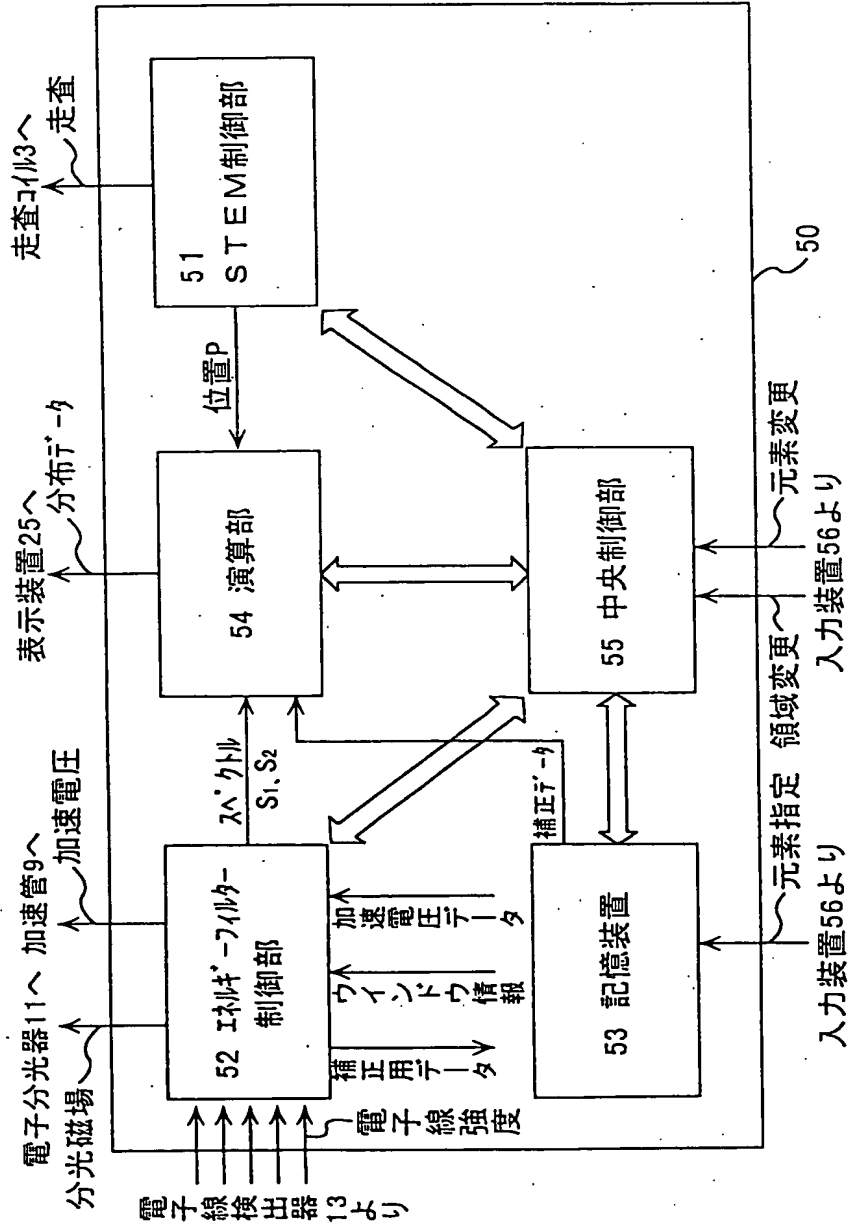 電子分光器11へ
分光磁場
加速管9へ
加速電圧
表示装置25へ
分布データ
走査コイル3へ
走査
電子線検出器13より
電子線強度
52 エネルギーフィルター
制御部
スペクトル
S1、S2
54 演算部
位置P
51
STEM制御部
補正用データ
ウインドウ情報
加速電圧データ
補正データ
53 記憶装置
55 中央制御部
入力装置56より
元素指定
領域変更
元素変更
入力装置56より
50